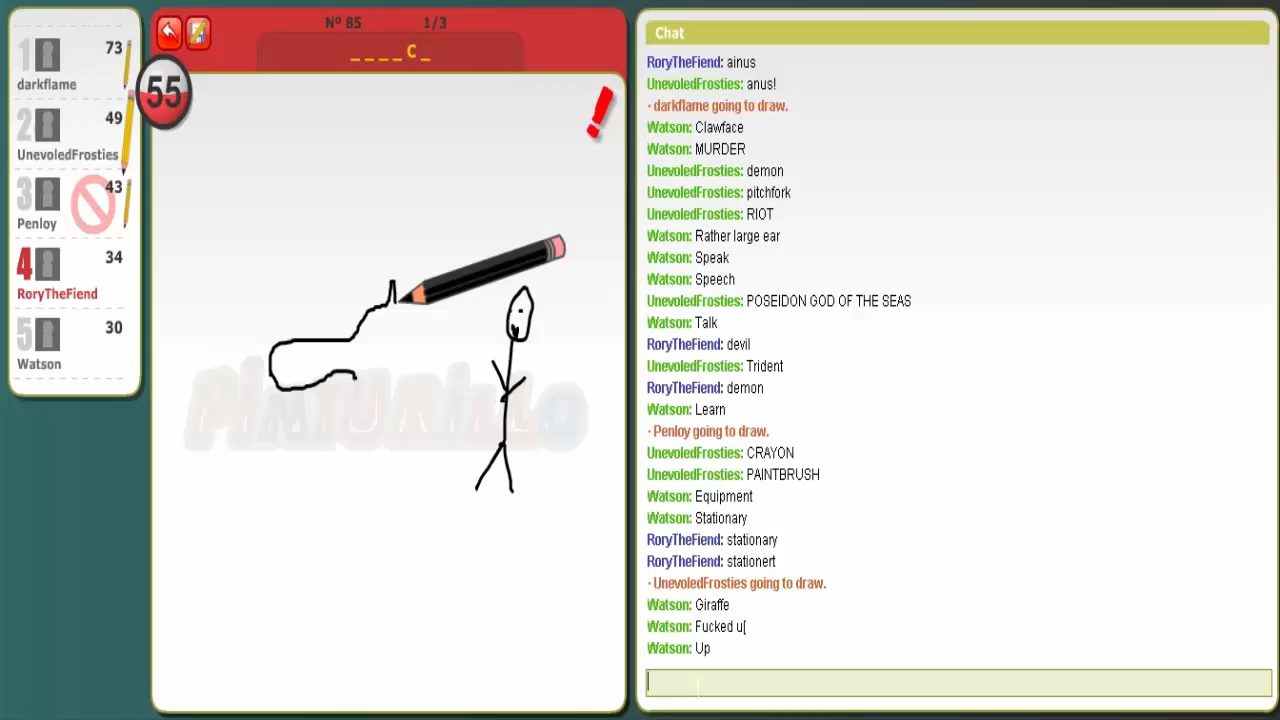 1 73
darkflame
2 49
UnevoledFrosties
3 43
Penloy
4 34
RoryTheFiend
5 30
Watson
55
Nº 85 1/3
_ _ _ _ C _
Chat
RoryTheFiend: ainus
UnevoledFrosties: anus!
· darkflame going to draw.
Watson: Clawface
Watson: MURDER
UnevoledFrosties: demon
UnevoledFrosties: pitchfork
UnevoledFrosties: RIOT
Watson: Rather large ear
Watson: Speak
Watson: Speech
UnevoledFrosties: POSEIDON GOD OF THE SEAS
Watson: Talk
RoryTheFiend: devil
UnevoledFrosties: Trident
RoryTheFiend: demon
Watson: Learn
· Penloy going to draw.
UnevoledFrosties: CRAYON
UnevoledFrosties: PAINTBRUSH
Watson: Equipment
Watson: Stationary
RoryTheFiend: stationary
RoryTheFiend: stationert
· UnevoledFrosties going to draw.
Watson: Giraffe
Watson: Fucked u[
Watson: Up